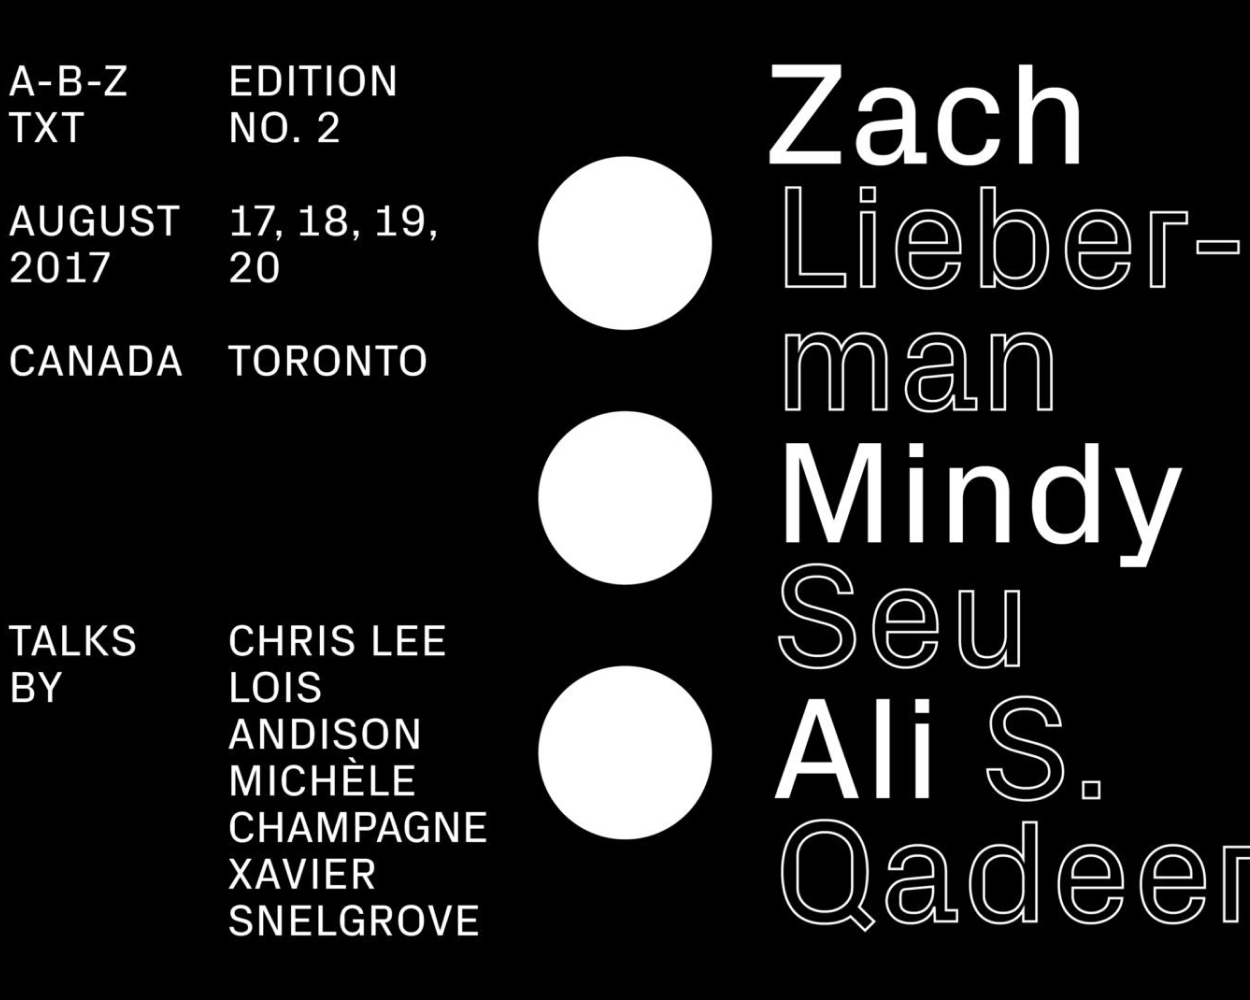 A-B-Z
TXT
EDITION
NO. 2
AUGUST
2017
17, 18, 19,
20
CANADA
TORONTO
TALKS
BY
CHRIS LEE
LOIS
ANDISON
MICHÈLE
CHAMPAGNE
XAVIER
SNELGROVE
Zach
Lieber-
man
Mindy
Seu
Ali S.
Qadeer